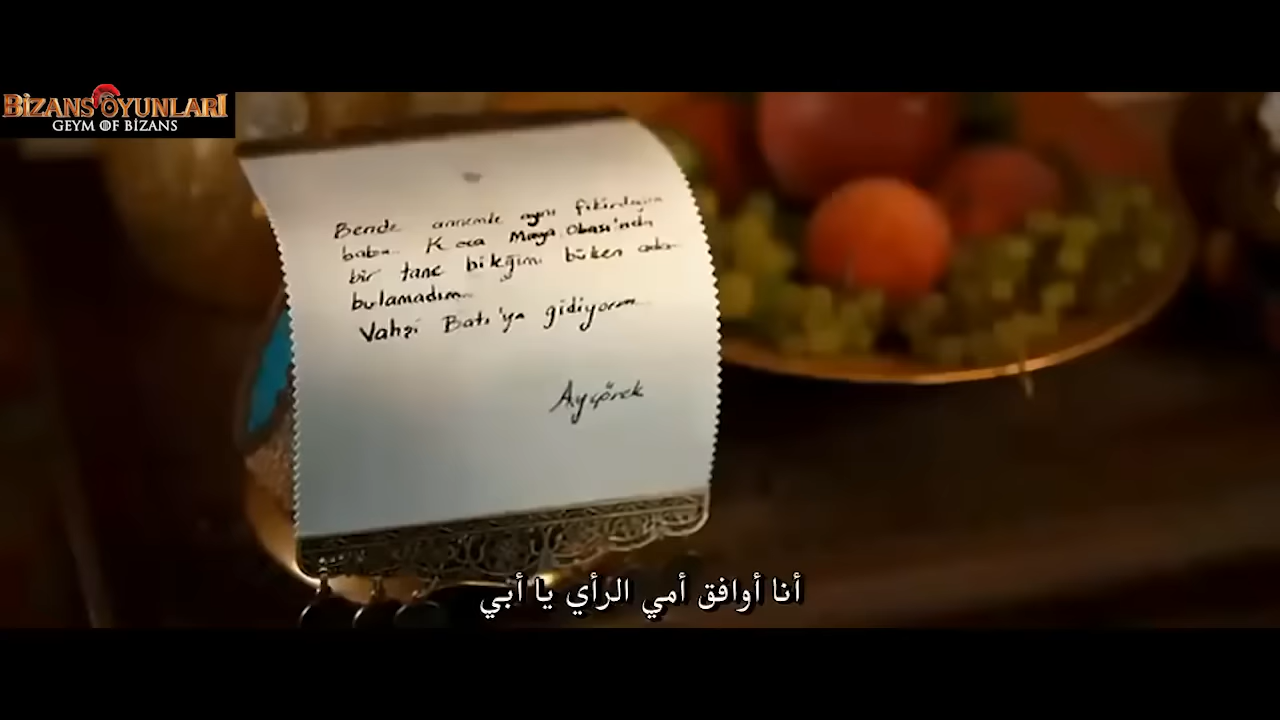 BİZANS OYUNLARI
GEYM OF BİZANS
Bende annemle aynı fikirdeyim
baba.. Koca Maya Obası'nda
bir tane bileğimi büken adam
bulamadım..
Vahşi Batı'ya gidiyorum..
Ayçörek
أنا أوافق أمي الرأي يا أبي